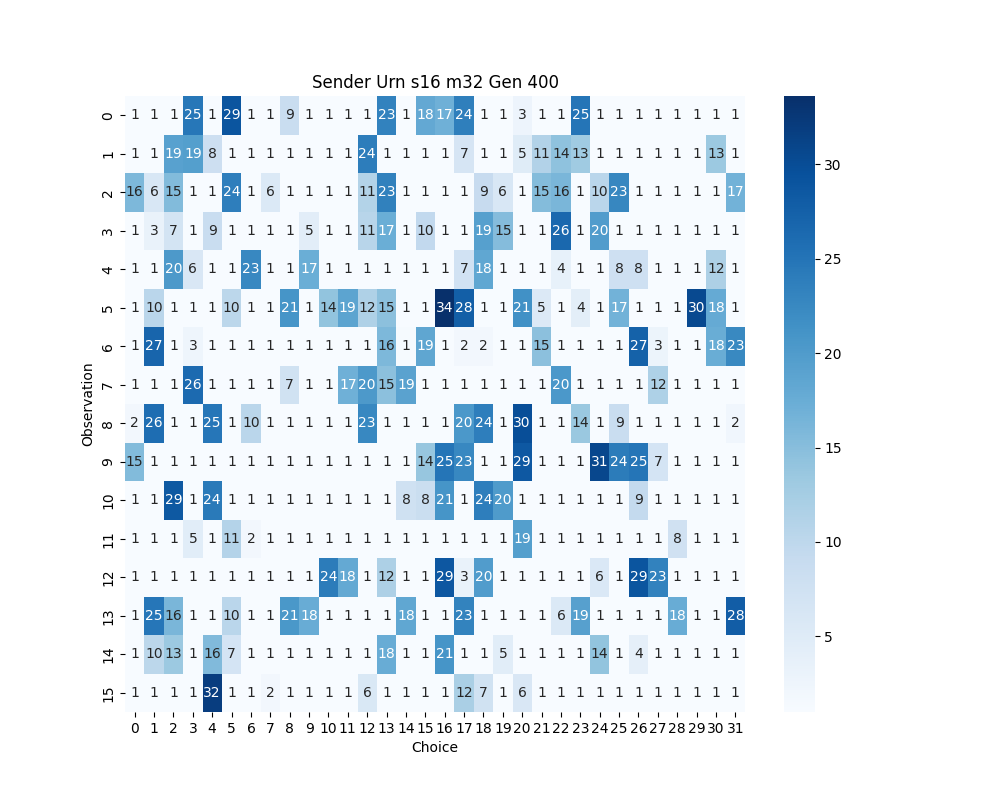 Sender Urn s16 m32 Gen 400
0 1 1 1 25 1 29 1 1 9 1 1 1 1 23 1 18 17 24 1 1 3 1 1 25 1 1 1 1 1 1 1 1
1 1 1 19 19 8 1 1 1 1 1 1 1 24 1 1 1 1 7 1 1 5 11 14 13 1 1 1 1 1 1 13 1
2 16 6 15 1 1 24 1 6 1 1 1 1 11 23 1 1 1 1 9 6 1 15 16 1 10 23 1 1 1 1 1 17
3 1 3 7 1 9 1 1 1 1 5 1 1 11 17 1 10 1 1 19 15 1 1 26 1 20 1 1 1 1 1 1 1
4 1 1 20 6 1 1 23 1 1 17 1 1 1 1 1 1 1 7 18 1 1 1 4 1 1 8 8 1 1 1 12 1
5 1 10 1 1 1 10 1 1 21 1 14 19 12 15 1 1 34 28 1 1 21 5 1 4 1 17 1 1 1 30 18 1
6 1 27 1 3 1 1 1 1 1 1 1 1 1 16 1 19 1 2 2 1 1 15 1 1 1 1 27 3 1 1 18 23
7 1 1 1 26 1 1 1 1 7 1 1 17 20 15 19 1 1 1 1 1 1 1 20 1 1 1 1 12 1 1 1 1
8 2 26 1 1 25 1 10 1 1 1 1 1 23 1 1 1 1 20 24 1 30 1 1 14 1 9 1 1 1 1 1 2
9 15 1 1 1 1 1 1 1 1 1 1 1 1 1 1 14 25 23 1 1 29 1 1 1 31 24 25 7 1 1 1 1
10 1 1 29 1 24 1 1 1 1 1 1 1 1 1 8 8 21 1 24 20 1 1 1 1 1 1 9 1 1 1 1 1
11 1 1 1 5 1 11 2 1 1 1 1 1 1 1 1 1 1 1 1 1 19 1 1 1 1 1 1 1 8 1 1 1
12 1 1 1 1 1 1 1 1 1 1 24 18 1 12 1 1 29 3 20 1 1 1 1 1 6 1 29 23 1 1 1 1
13 1 25 16 1 1 10 1 1 21 18 1 1 1 1 18 1 1 23 1 1 1 1 6 19 1 1 1 1 18 1 1 28
14 1 10 13 1 16 7 1 1 1 1 1 1 1 18 1 1 21 1 1 5 1 1 1 1 14 1 4 1 1 1 1 1
15 1 1 1 1 32 1 1 2 1 1 1 1 6 1 1 1 1 12 7 1 6 1 1 1 1 1 1 1 1 1 1 1
0 1 2 3 4 5 6 7 8 9 10 11 12 13 14 15 16 17 18 19 20 21 22 23 24 25 26 27 28 29 30 31
Choice
Observation
30
25
20
15
10
5